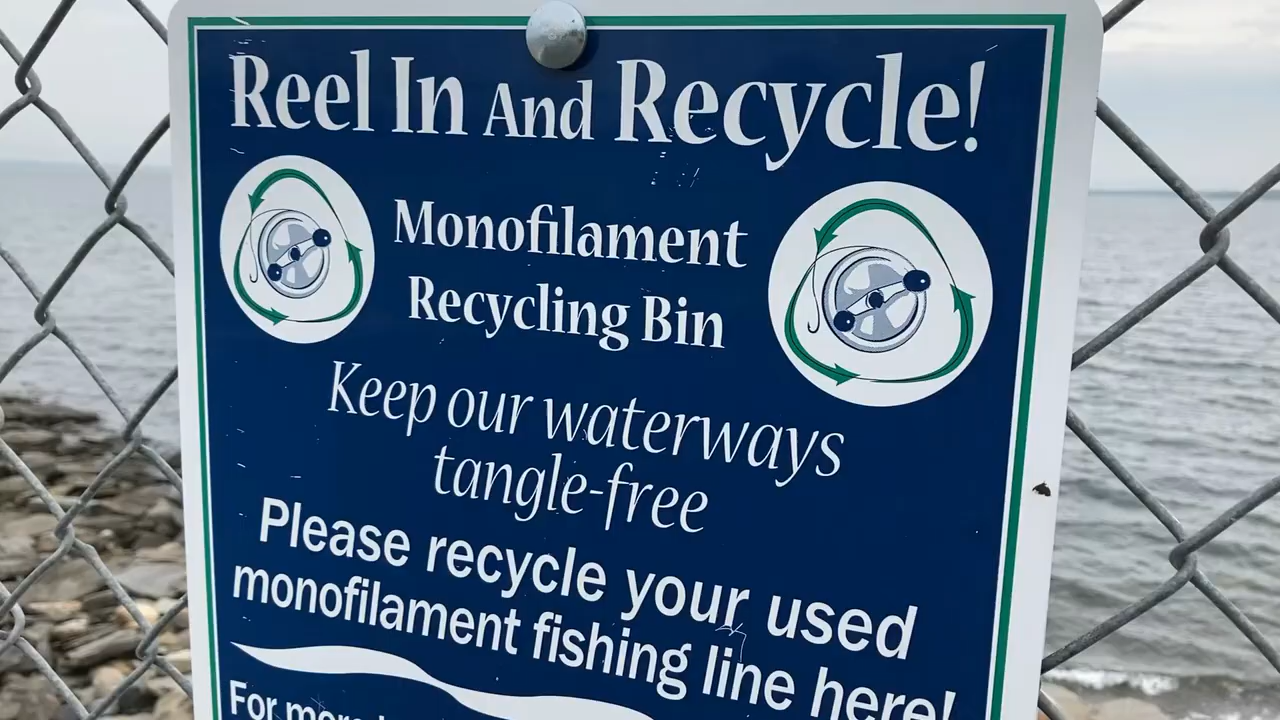 Reel In And Recycle!
Monofilament
Recycling Bin
Keep our waterways
tangle-free
Please recycle your used
monofilament fishing line here!
For more